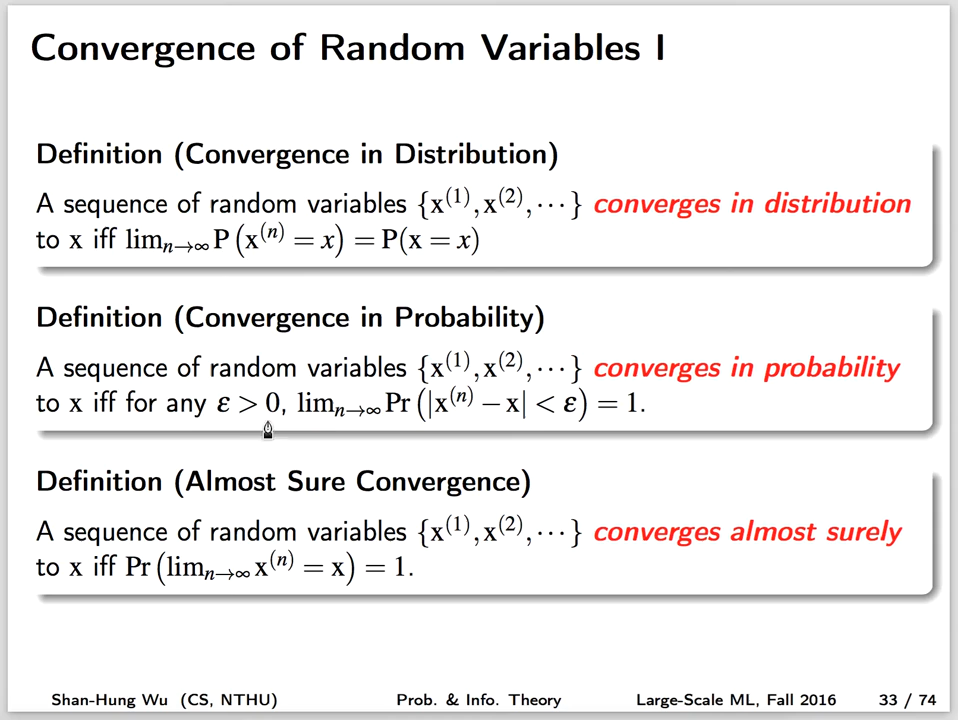 Convergence of Random Variables I
Definition (Convergence in Distribution)
A sequence of random variables {x⁽¹⁾, x⁽²⁾, ⋯} converges in distribution
to x iff limₙ→∞ P(x⁽ⁿ⁾ = x) = P(x = x)
Definition (Convergence in Probability)
A sequence of random variables {x⁽¹⁾, x⁽²⁾, ⋯} converges in probability
to x iff for any ε > 0, limₙ→∞ Pr(|x⁽ⁿ⁾ − x| < ε) = 1.
Definition (Almost Sure Convergence)
A sequence of random variables {x⁽¹⁾, x⁽²⁾, ⋯} converges almost surely
to x iff Pr(limₙ→∞ x⁽ⁿ⁾ = x) = 1.
Shan-Hung Wu (CS, NTHU) Prob. & Info. Theory Large-Scale ML, Fall 2016 33 / 74